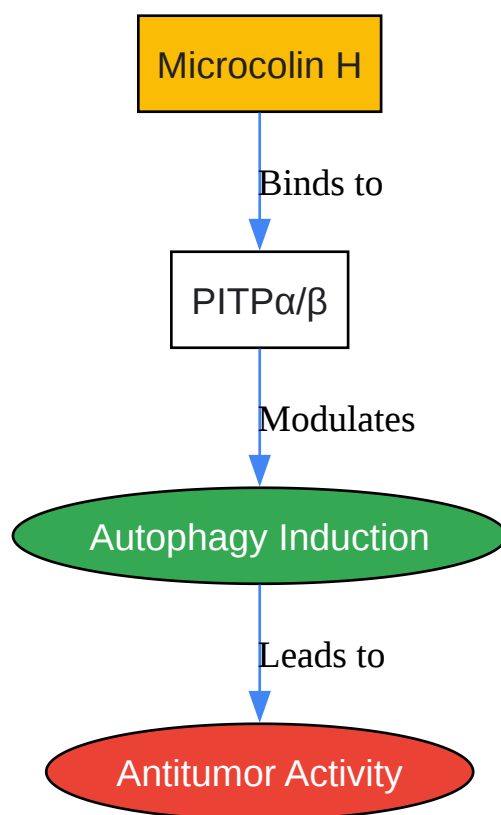 Microcolin H
Binds to
PITPα/β
Modulates
Autophagy Induction
Leads to
Antitumor Activity